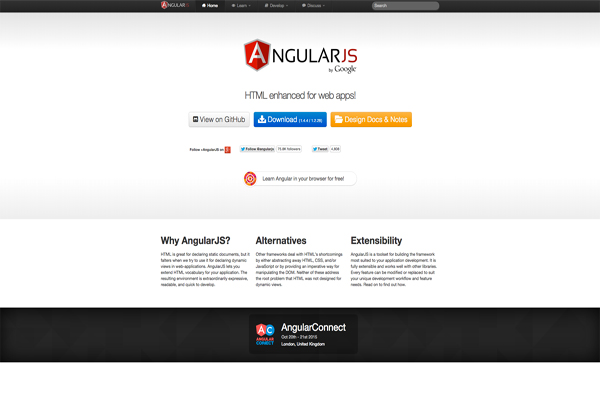 ANGULARJS Home Learn Develop Discuss Search
ANGULARJS
by Google
HTML enhanced for web apps!
View on GitHub Download (1.4.4 / 1.2.28) Design Docs & Notes
Follow +AngularJS on Follow @angularjs 75.8K followers Tweet
Learn Angular in your browser for free!
Why AngularJS?
HTML is great for declaring static documents, but it
falters when we try to use it for declaring dynamic
views in web-applications. AngularJS lets you
extend HTML vocabulary for your application. The
resulting environment is extraordinarily expressive,
readable, and quick to develop.
Alternatives
Other frameworks deal with HTML's shortcomings
by either abstracting away HTML, CSS, and/or
JavaScript or by providing an imperative way for
manipulating the DOM. Neither of these address
the root problem that HTML was not designed for
dynamic views.
Extensibility
AngularJS is a toolset for building the framework
most suited to your application development. It is
fully extensible and works well with other libraries.
Every feature can be modified or replaced to suit
your unique development workflow and feature
needs. Read on to find out how.
AC
ANGULAR
CONNECT
AngularConnect
Oct 20th - 21st 2015
London, United Kingdom